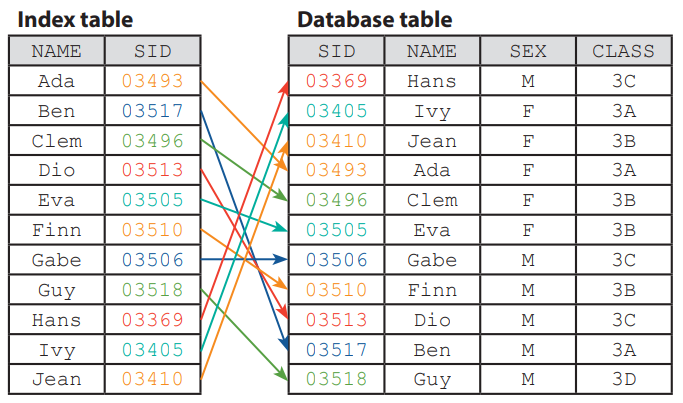 Index table
NAME SID
Ada 03493
Ben 03517
Clem 03496
Dio 03513
Eva 03505
Finn 03510
Gabe 03506
Guy 03518
Hans 03369
Ivy 03405
Jean 03410
Database table
SID NAME SEX CLASS
03369 Hans M 3C
03405 Ivy F 3A
03410 Jean F 3B
03493 Ada F 3A
03496 Clem F 3B
03505 Eva F 3B
03506 Gabe M 3C
03510 Finn M 3B
03513 Dio M 3C
03517 Ben M 3A
03518 Guy M 3D